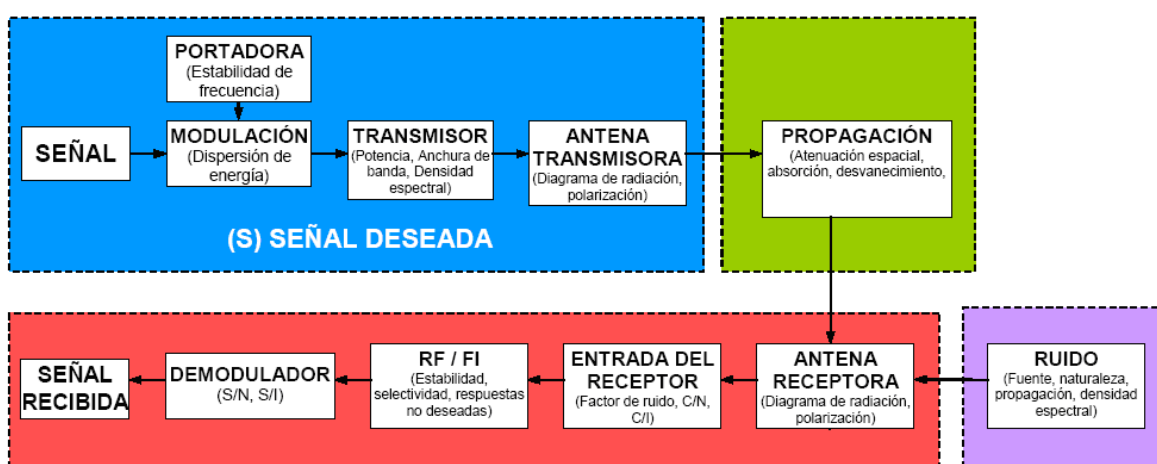 PORTADORA
(Estabilidad de
frecuencia)
SEÑAL
MODULACIÓN
(Dispersión de
energía)
TRANSMISOR
(Potencia, Anchura de
banda, Densidad
espectral)
ANTENA
TRANSMISORA
(Diagrama de radiación,
polarización)
PROPAGACIÓN
(Atenuación espacial,
absorción, desvanecimiento,
(S) SEÑAL DESEADA
SEÑAL
RECIBIDA
DEMODULADOR
(S/N, S/I)
RF / FI
(Estabilidad,
selectividad, respuestas
no deseadas)
ENTRADA DEL
RECEPTOR
(Factor de ruido, C/N,
C/I)
ANTENA
RECEPTORA
(Diagrama de radiación,
polarización)
RUIDO
(Fuente, naturaleza,
propagación, densidad
espectral)